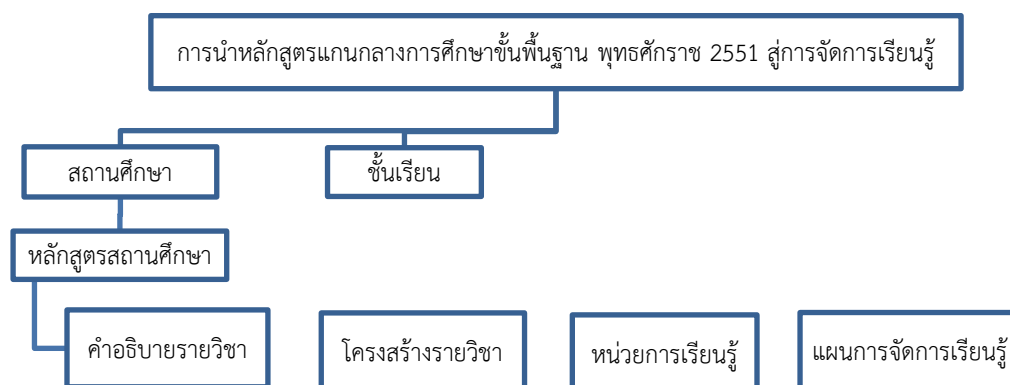 การนำหลักสูตรแกนกลางการศึกษาขั้นพื้นฐาน พุทธศักราช 2551 สู่การจัดการเรียนรู้
สถานศึกษา
ชั้นเรียน
หลักสูตรสถานศึกษา
คำอธิบายรายวิชา
โครงสร้างรายวิชา
หน่วยการเรียนรู้
แผนการจัดการเรียนรู้